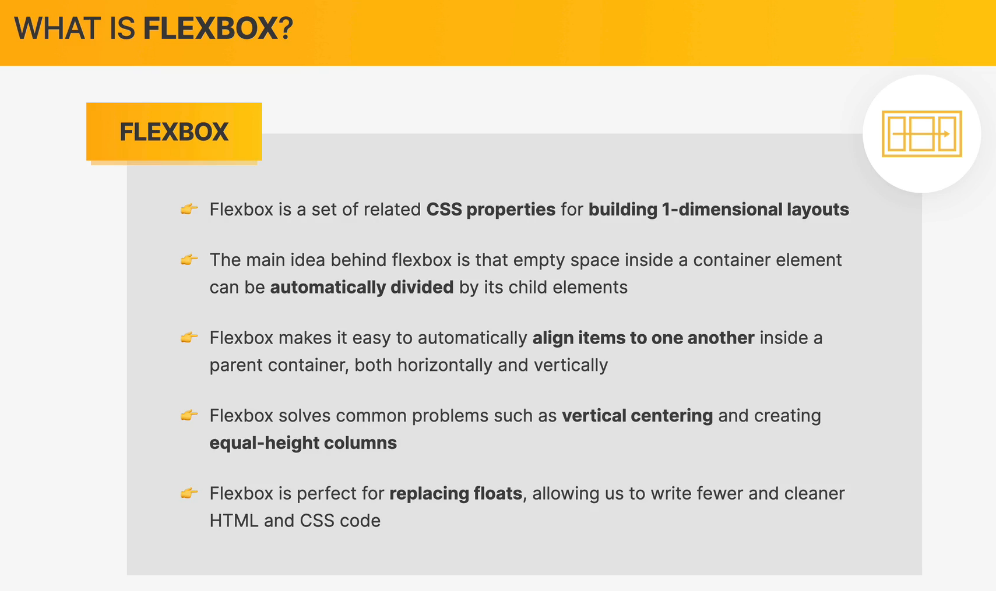 WHAT IS FLEXBOX?
FLEXBOX
Flexbox is a set of related CSS properties for building 1-dimensional layouts
The main idea behind flexbox is that empty space inside a container element
can be automatically divided by its child elements
Flexbox makes it easy to automatically align items to one another inside a
parent container, both horizontally and vertically
Flexbox solves common problems such as vertical centering and creating
equal-height columns
Flexbox is perfect for replacing floats, allowing us to write fewer and cleaner
HTML and CSS code